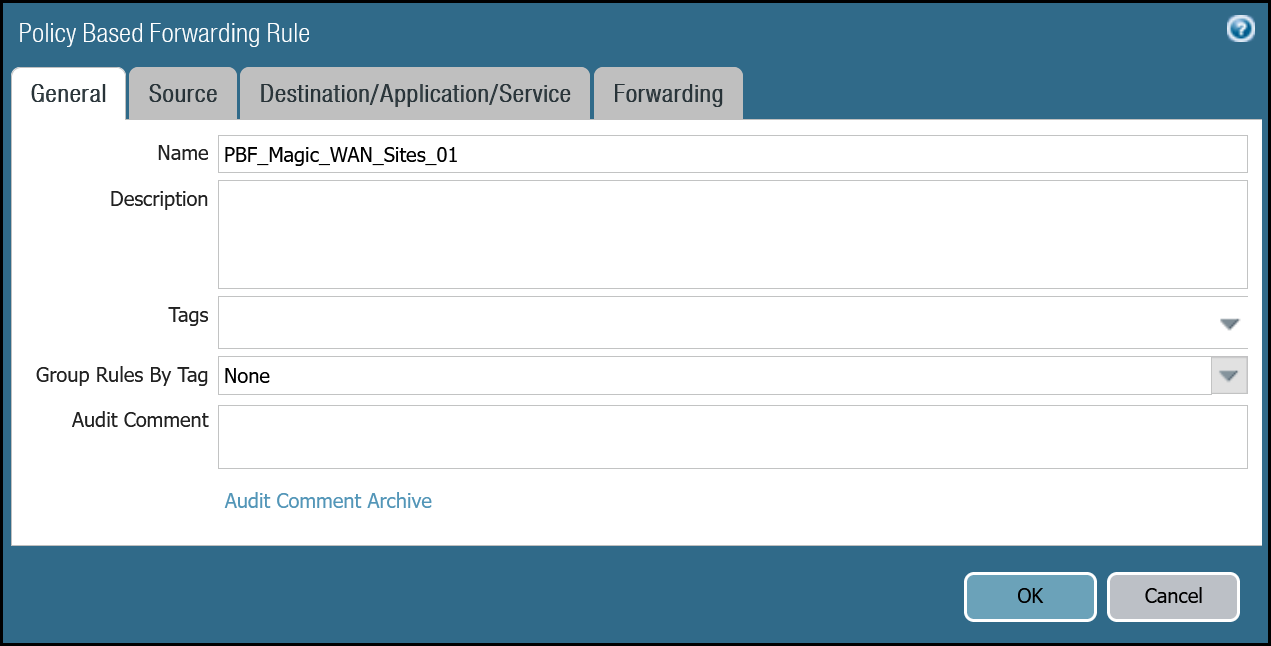 Policy Based Forwarding Rule
?
General Source Destination/Application/Service Forwarding
Name PBF_Magic_WAN_Sites_01
Description
Tags
Group Rules By Tag None
Audit Comment
Audit Comment Archive
OK Cancel